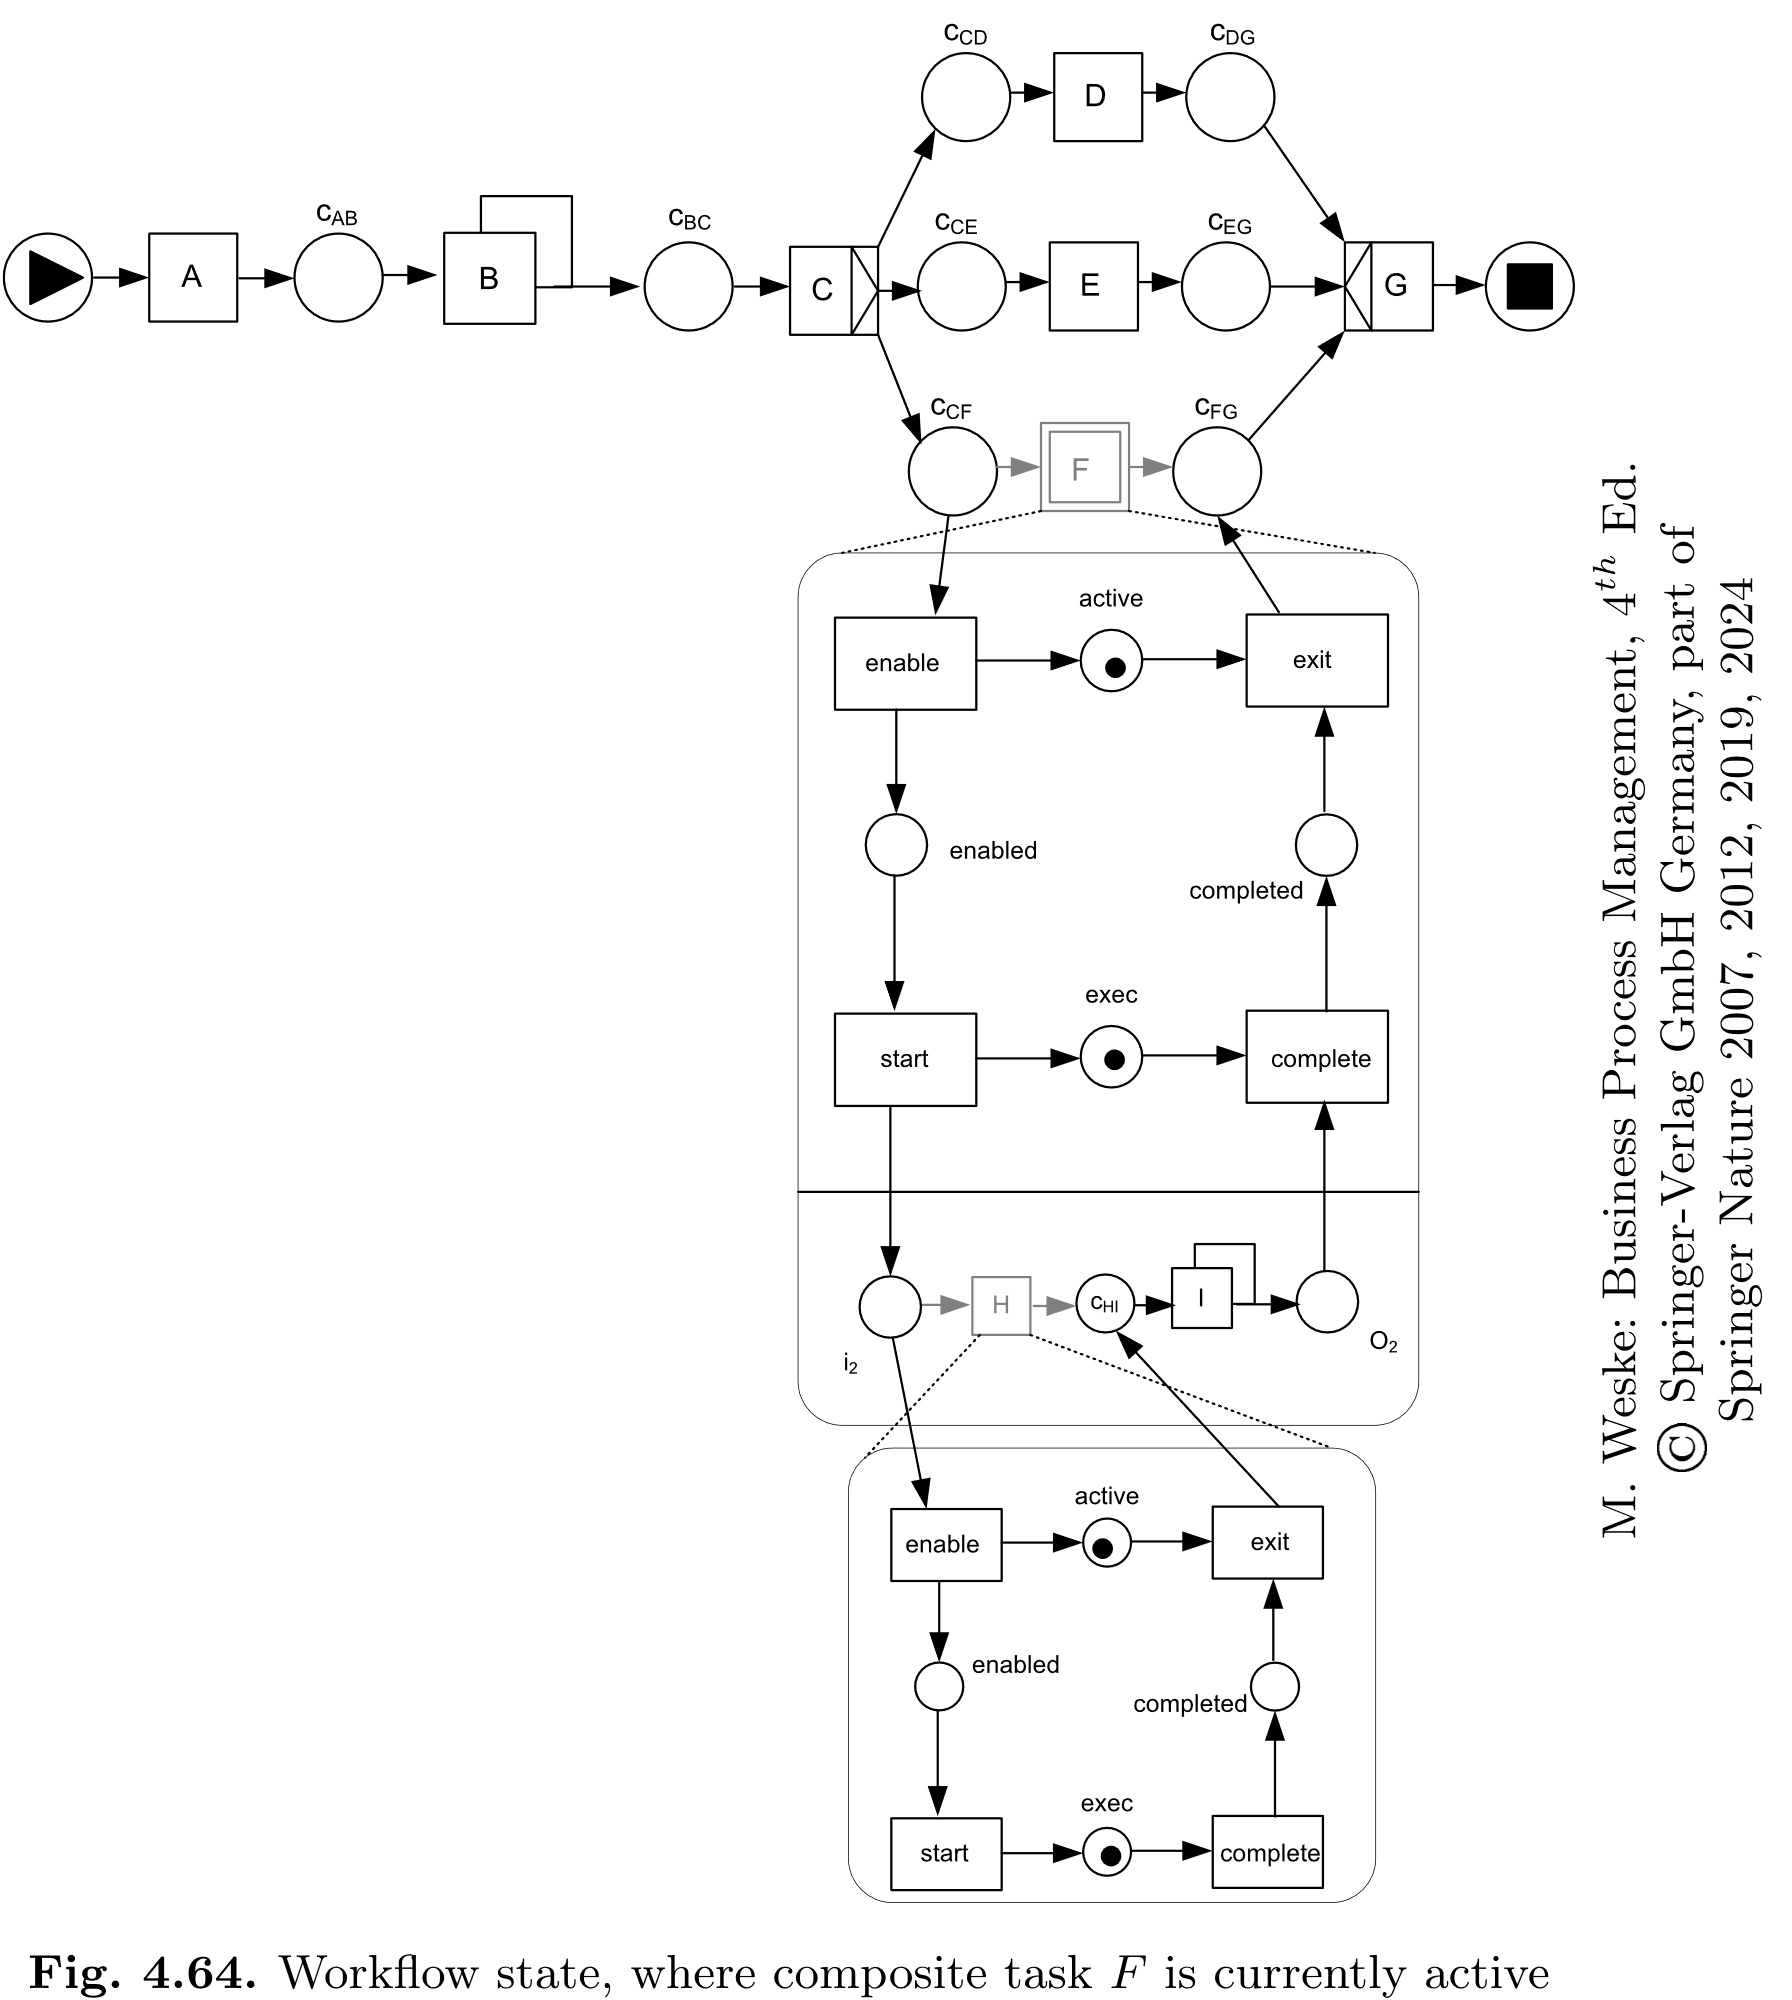 cCD
cDG
D
cAB
cBC
cCE
cEG
A
B
C
E
G
cCF
cFG
F
active
enable
exit
enabled
completed
exec
start
complete
H
cHI
I
i2
O2
active
enable
exit
enabled
completed
exec
start
complete
M. Weske: Business Process Management, 4th Ed.
© Springer-Verlag GmbH Germany, part of
Springer Nature 2007, 2012, 2019, 2024
Fig. 4.64. Workflow state, where composite task F is currently active